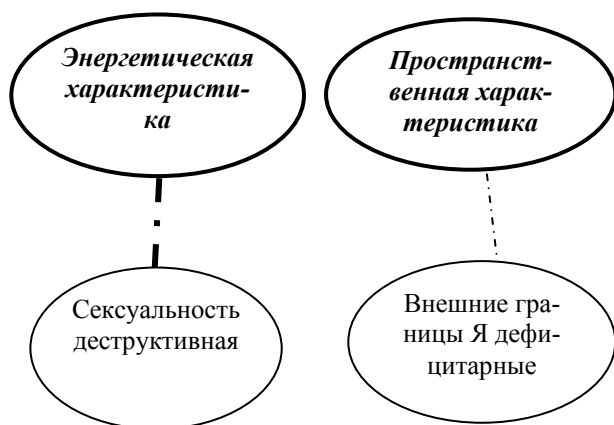 Энергетическая
характеристи-
ка
Пространст-
венная харак-
теристика
Сексуальность
деструктивная
Внешние гра-
ницы Я дефи-
цитарные